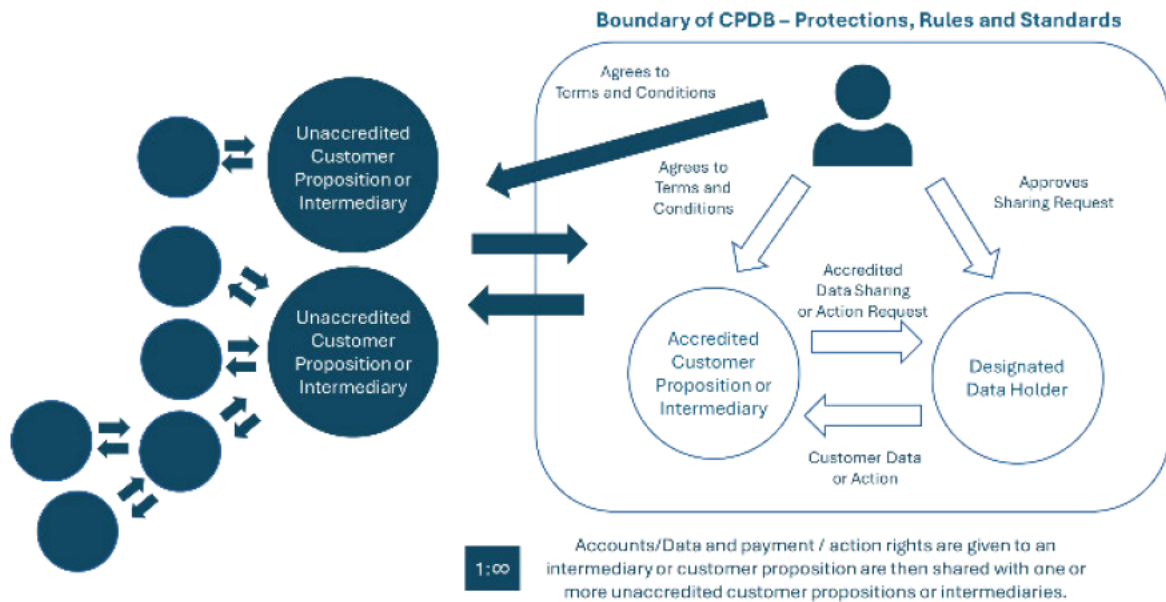 Boundary of CPDB – Protections, Rules and Standards
Agrees to
Terms and Conditions
Unaccredited
Customer
Proposition or
Intermediary
Agrees to
Terms and
Conditions
Approves
Sharing Request
Unaccredited
Customer
Proposition or
Intermediary
Accredited
Data Sharing
or Action Request
Accredited
Customer
Proposition or
Intermediary
Designated
Data Holder
Customer Data
or Action
1:∞
Accounts/Data and payment / action rights are given to an
intermediary or customer proposition are then shared with one or
more unaccredited customer propositions or intermediaries.